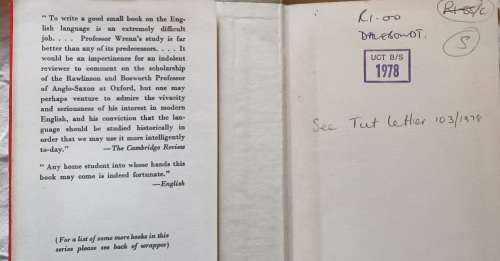 “ To write a good small book on the Eng-
lish language is an extremely difficult
job. . . . Professor Wrenn's study is far
better than any of its predecessors. . . . It
would be an impertinence for an indolent
reviewer to comment on the scholarship
of the Rawlinson and Bosworth Professor
of Anglo-Saxon at Oxford, but one may
perhaps venture to admire the vivacity
and seriousness of his interest in modern
English, and his conviction that the lan-
guage should be studied historically in
order that we may use it more intelligently
to-day.” —The Cambridge Review
“ Any home student into whose hands this
book may come is indeed fortunate.”
—English
(For a list of some more books in this
series please see back of wrapper)
R1.00
UCT B/S
1978
S
See Tut Letter 103/1978